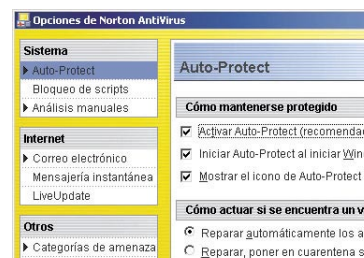 Opciones de Norton AntiVirus
Sistema
Auto-Protect
Bloqueo de scripts
Análisis manuales
Internet
Correo electrónico
Mensajería instantánea
LiveUpdate
Otros
Categorías de amenaza
Auto-Protect
Cómo mantenerse protegido
Activar Auto-Protect
Iniciar Auto-Protect al iniciar
Mostrar el icono de Auto-Protect
Cómo actuar si se encuentra un
Reparar automáticamente los
Reparar, poner en cuarentena